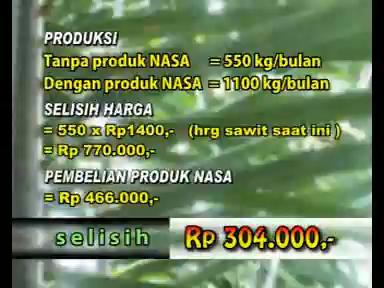 PRODUKSI
Tanpa produk NASA = 550 kg/bulan
Dengan produk NASA = 1100 kg/bulan
SELISIH HARGA
= 550 x Rp1400,- (hrg sawit saat ini )
= Rp 770.000,-
PEMBELIAN PRODUK NASA
= Rp 466.000,-
selisih Rp 304.000,-